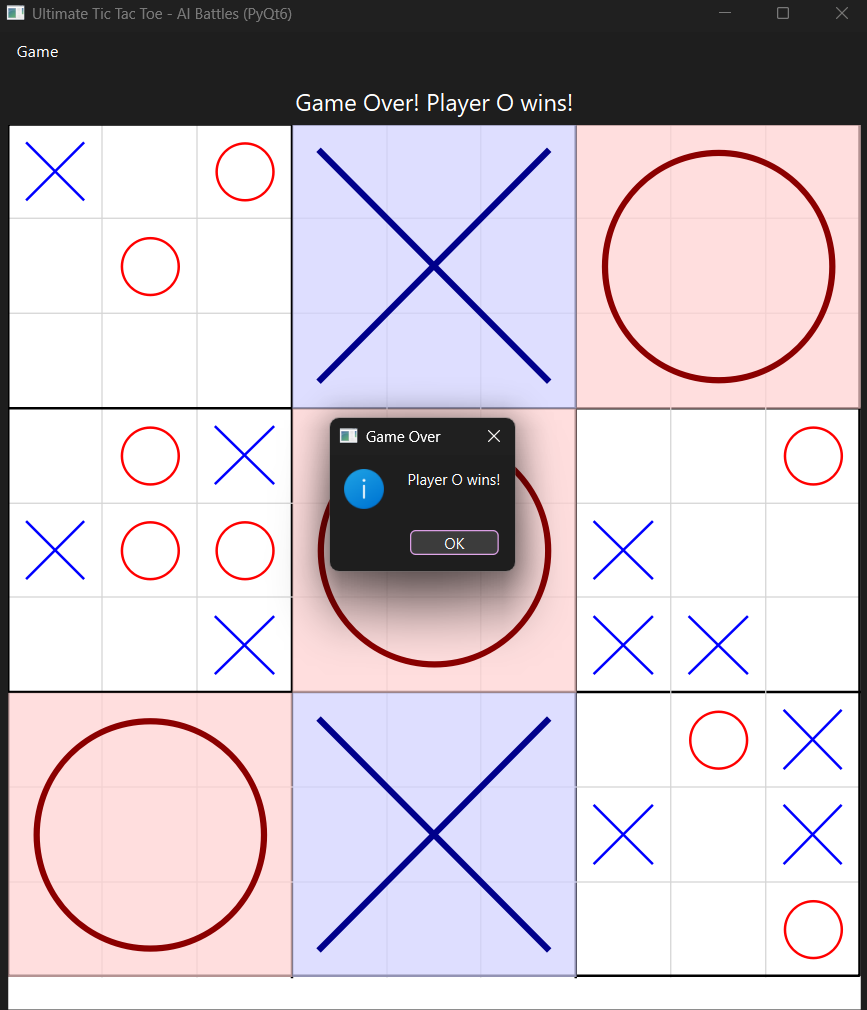 Ultimate Tic Tac Toe - AI Battles (PyQt6)
Game
Game Over! Player O wins!
Game Over
Player O wins!
OK